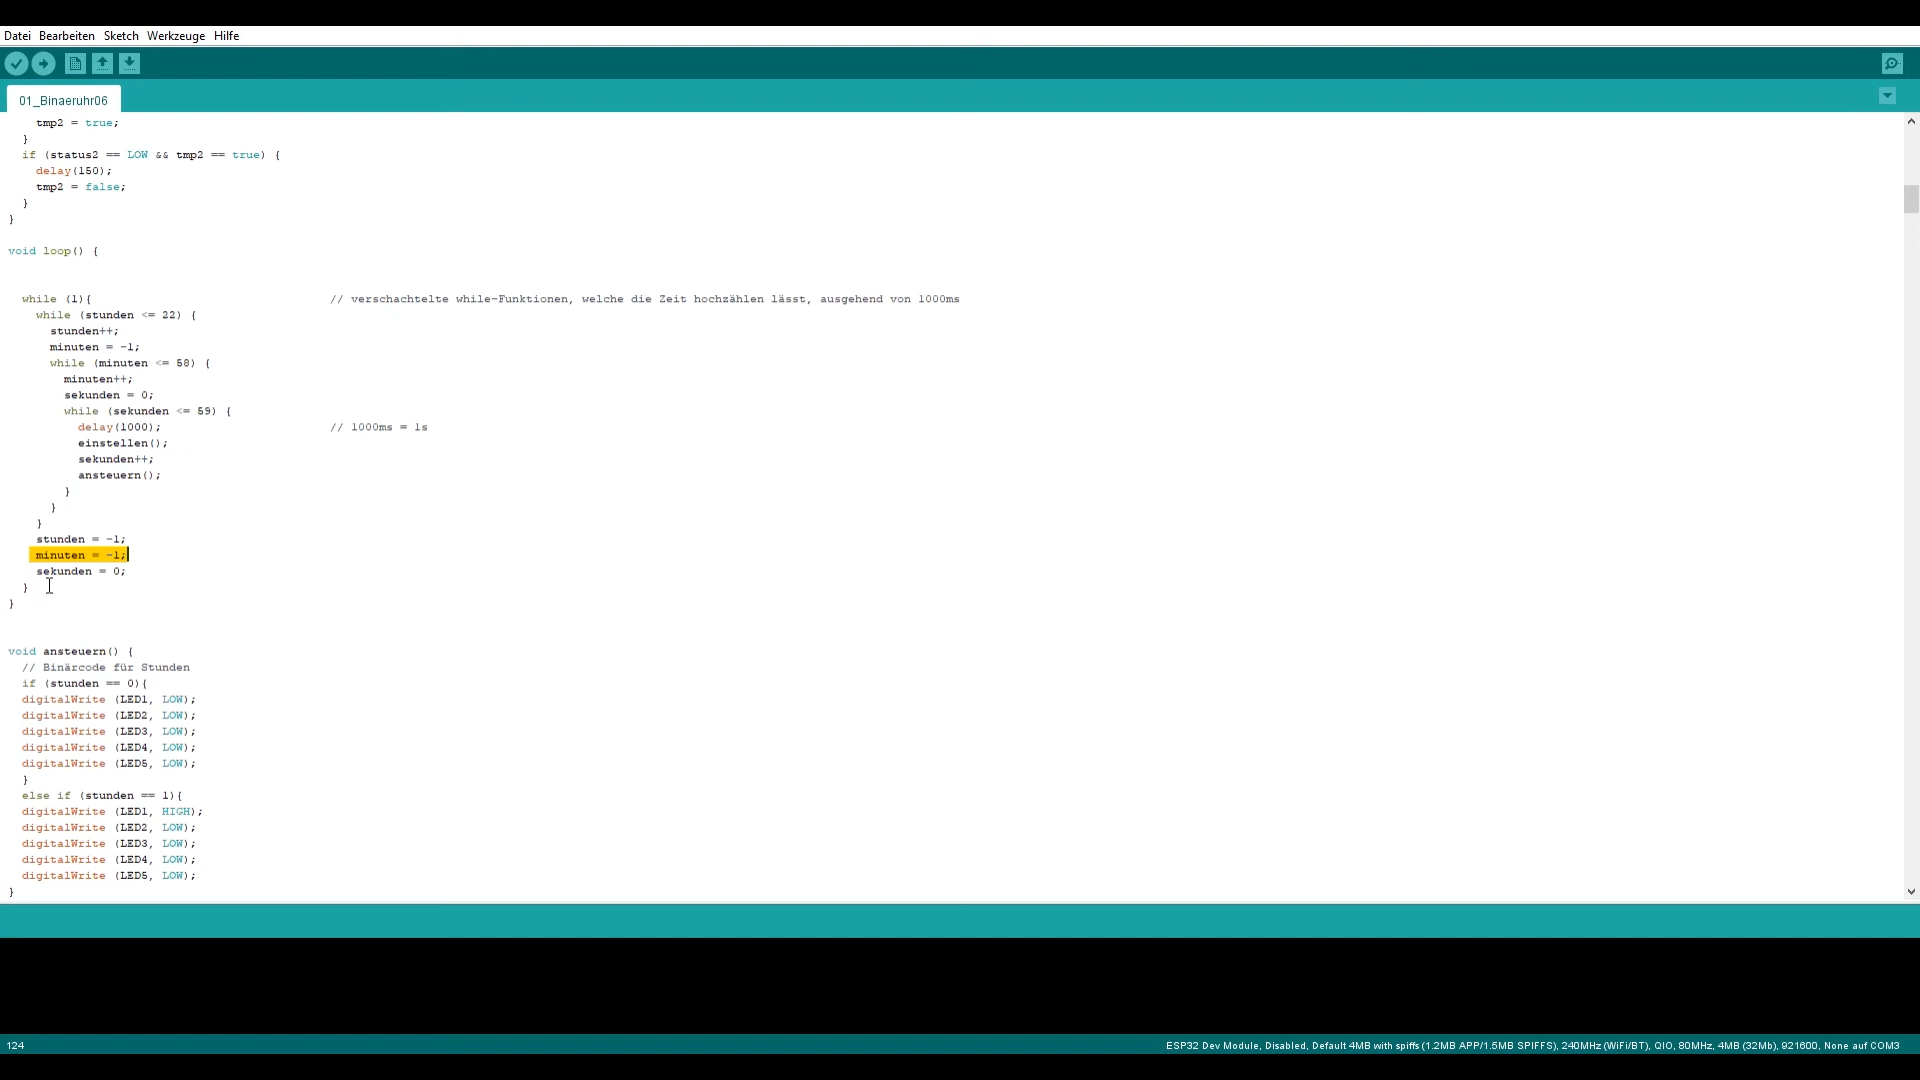 Datei Bearbeiten Sketch Werkzeuge Hilfe
01_Binaeruhr06
tmp2 = true;
}
if (status2 == LOW && tmp2 == true) {
delay(150);
tmp2 = false;
}
}
void loop() {
while (1){ // verschachtelte while-Funktionen, welche die Zeit hochzählen lässt, ausgehend von 1000ms
while (stunden <= 22) {
stunden++;
minuten = -1;
while (minuten <= 58) {
minuten++;
sekunden = 0;
while (sekunden <= 59) {
delay(1000); // 1000ms = 1s
einstellen();
sekunden++;
ansteuern();
}
}
}
stunden = -1;
minuten = -1;
sekunden = 0;
}
}
void ansteuern() {
// Binärcode für Stunden
if (stunden == 0){
digitalWrite (LED1, LOW);
digitalWrite (LED2, LOW);
digitalWrite (LED3, LOW);
digitalWrite (LED4, LOW);
digitalWrite (LED5, LOW);
}
else if (stunden == 1){
digitalWrite (LED1, HIGH);
digitalWrite (LED2, LOW);
digitalWrite (LED3, LOW);
digitalWrite (LED4, LOW);
digitalWrite (LED5, LOW);
}
124 ESP32 Dev Module, Disabled, Default 4MB with spiffs (1.2MB APP/1.5MB SPIFFS), 240MHz (WiFi/BT), QIO, 80MHz, 4MB (32Mb), 921600, None auf COM3